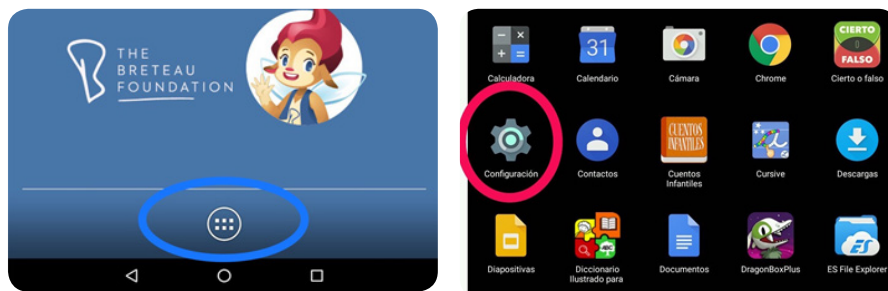 THE
BRETEAU
FOUNDATION
31
CIERTO
O
FALSO
Calculadora
Calendario
Cámara
Chrome
Cierto o falso
CUENTOS
INFANTILES
Configuración
Contactos
Cuentos
Infantiles
Cursive
Descargas
ABC
ES
Diapositivas
Diccionario
Ilustrado para
Documentos
DragonBoxPlus
ES File Explorer